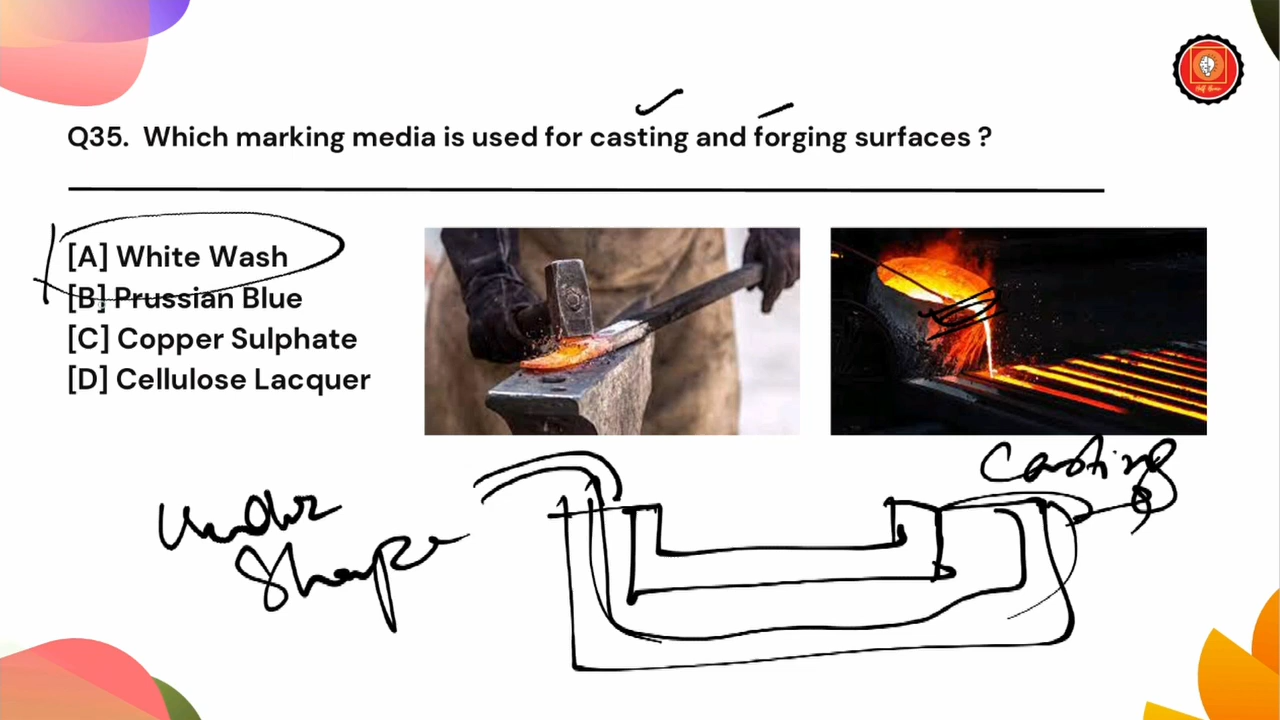 Q35. Which marking media is used for casting and forging surfaces ?
[A] White Wash
[B] Prussian Blue
[C] Copper Sulphate
[D] Cellulose Lacquer
Casting
Under
Shape